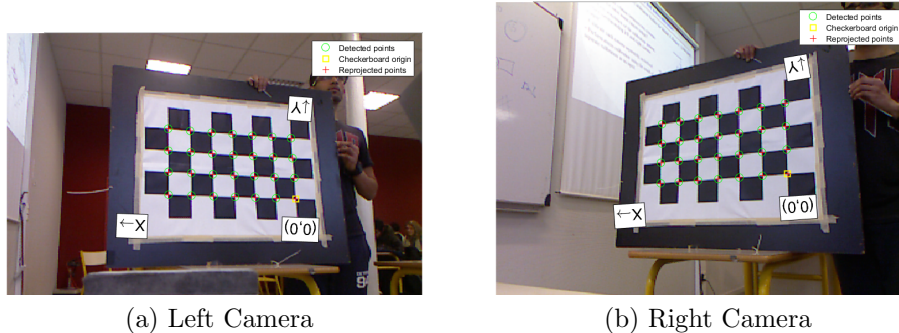 Detected points
Checkerboard origin
Reprojected points
Y→
X→
(0,0)
(a) Left Camera
Detected points
Checkerboard origin
Reprojected points
Y→
X→
(0,0)
(b) Right Camera